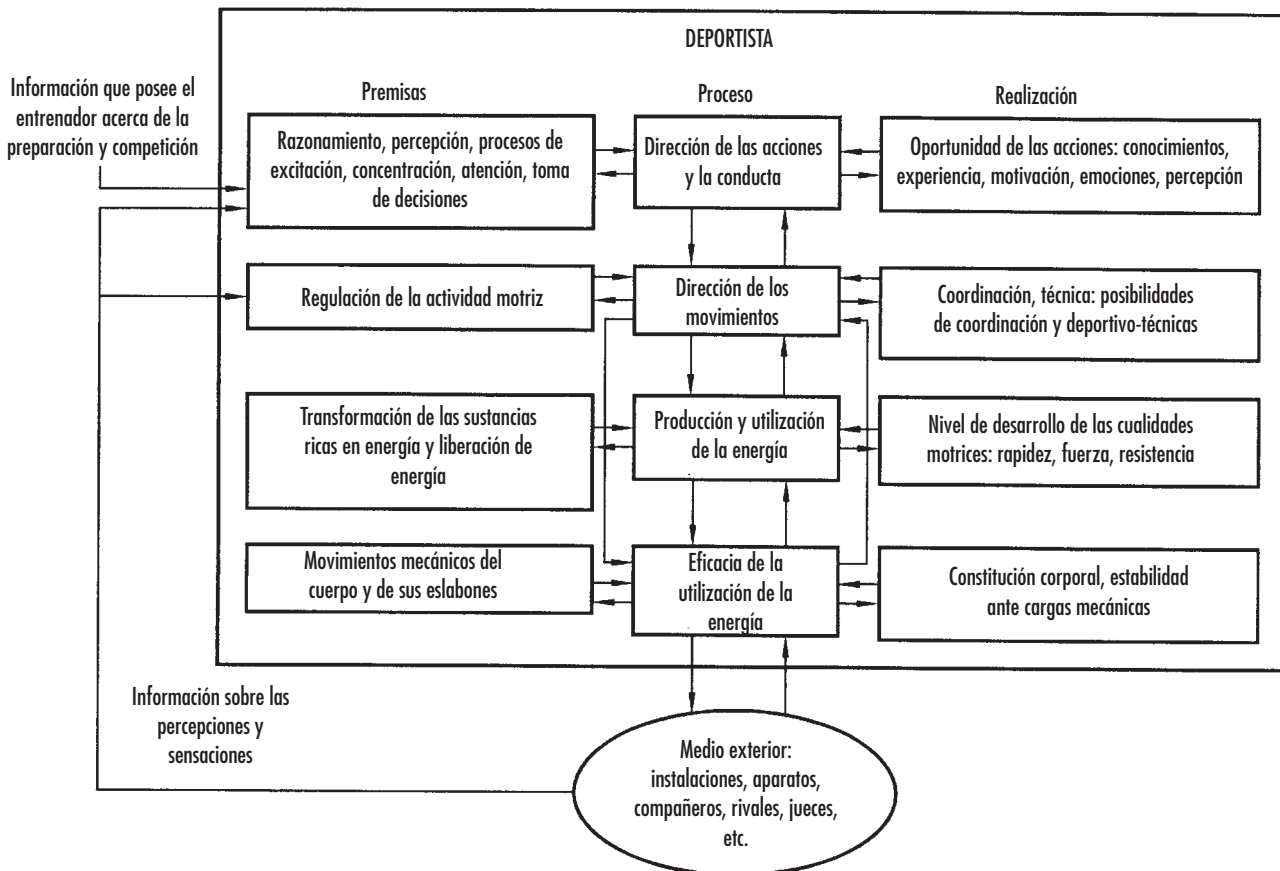 DEPORTISTA
Información que posee el
entrenador acerca de la
preparación y competición
Premisas
Proceso
Realización
Razonamiento, percepción, procesos de
excitación, concentración, atención, toma
de decisiones
Dirección de las acciones
y la conducta
Oportunidad de las acciones: conocimientos,
experiencia, motivación, emociones, percepción
Regulación de la actividad motriz
Dirección de los
movimientos
Coordinación, técnica: posibilidades
de coordinación y deportivo-técnicas
Transformación de las sustancias
ricas en energía y liberación de
energía
Producción y utilización
de la energía
Nivel de desarrollo de las cualidades
motrices: rapidez, fuerza, resistencia
Movimientos mecánicos del
cuerpo y de sus eslabones
Eficacia de la
utilización de la
energía
Constitución corporal, estabilidad
ante cargas mecánicas
Información sobre las
percepciones y
sensaciones
Medio exterior:
instalaciones, aparatos,
compañeros, rivales, jueces,
etc.